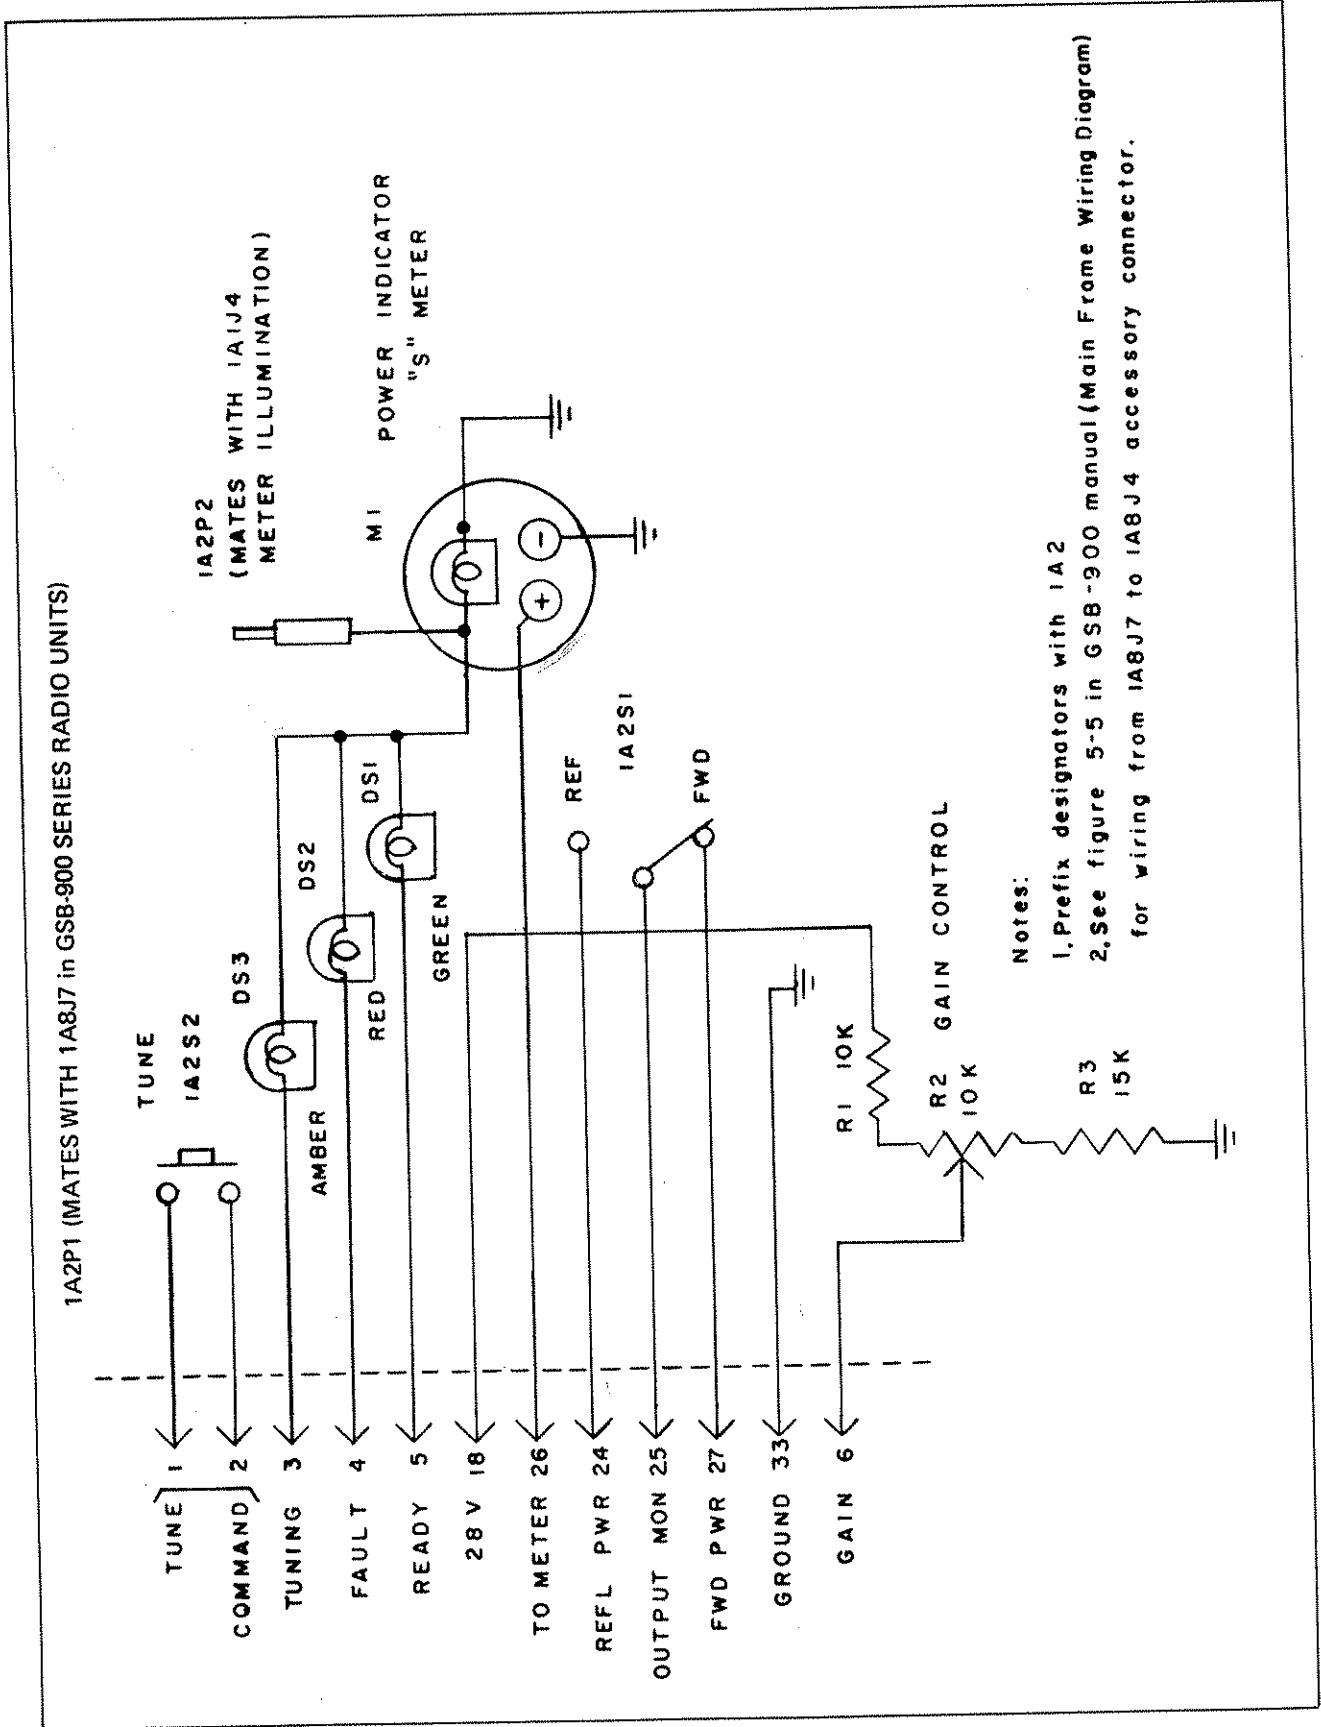 1A2P1 (MATES WITH 1A8J7 in GSB-900 SERIES RADIO UNITS)
TUNE
1A2S2
TUNE 1
COMMAND 2
TUNING 3
FAULT 4
READY 5
28 V 18
TO METER 26
REFL PWR 24
OUTPUT MON 25
FWD PWR 27
GROUND 33
GAIN 6
DS3
AMBER
DS2
RED
DS1
GREEN
1A2P2
(MATES WITH 1A1J4
METER ILLUMINATION)
M1 POWER INDICATOR
"S" METER
+
-
REF
1A2S1
FWD
R1 10K
R2 GAIN CONTROL
10K
R3
15K
Notes:
1. Prefix designators with 1A2
2. See figure 5-5 in GSB-900 manual (Main Frame Wiring Diagram)
for wiring from 1A8J7 to 1A8J4 accessory connector.